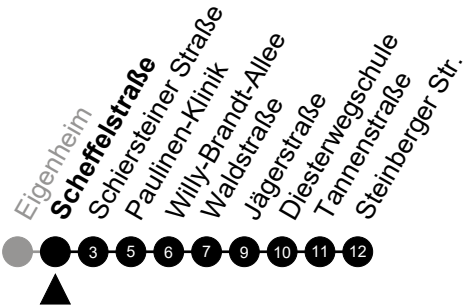 Eigenheim
Scheffelstraße
Schiersteiner Straße
Paulinen-Klinik
Willy-Brandt-Allee
Waldstraße
Jägerstraße
Diesterwegschule
Tannenstraße
Steinberger Str.
3 5 6 7 9 10 11 12